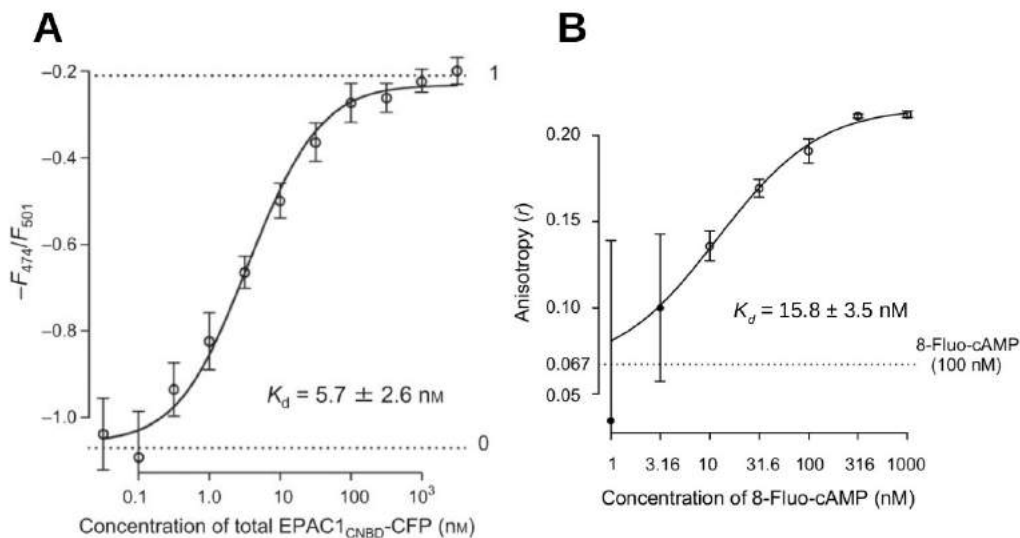 A
−0.2
−0.4
−0.6
−0.8
−1.0
1
0
−F474/F501
Kd = 5.7 ± 2.6 nM
0.1 1.0 10 100 10³
Concentration of total EPAC1CNBD-CFP (nM)
B
0.20
0.15
0.10
0.067
0.05
Anisotropy (r)
Kd = 15.8 ± 3.5 nM
8-Fluo-cAMP
(100 nM)
1 3.16 10 31.6 100 316 1000
Concentration of 8-Fluo-cAMP (nM)